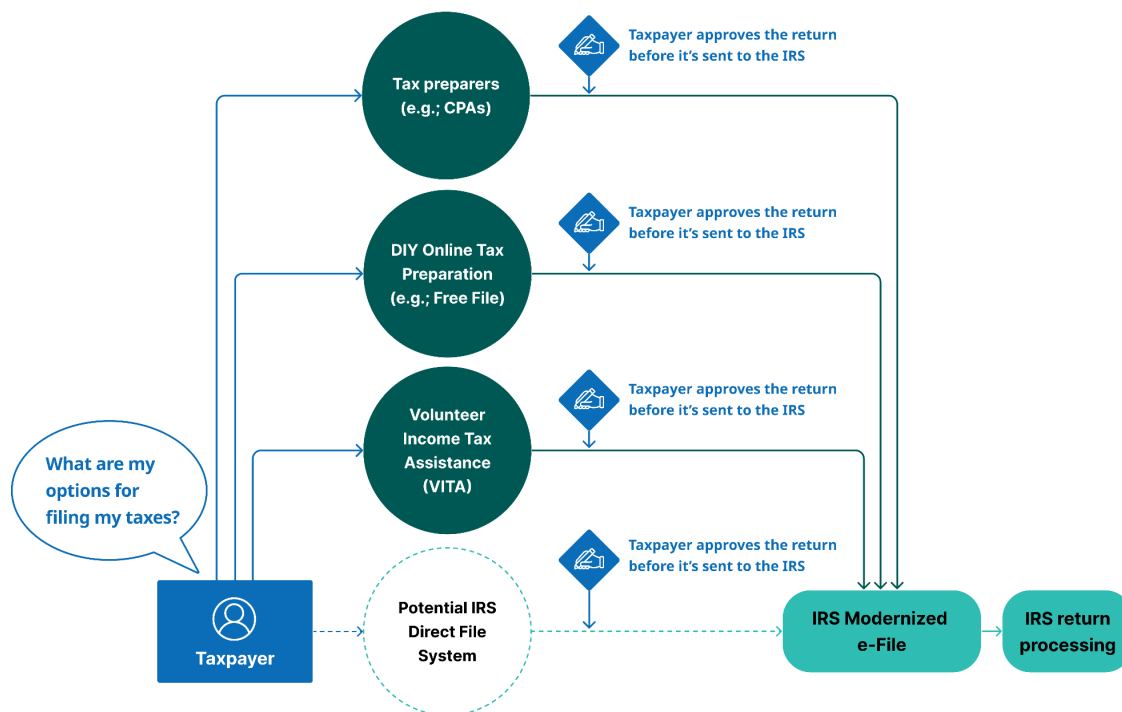 Tax preparers
(e.g.; CPAs)
Taxpayer approves the return
before it’s sent to the IRS
DIY Online Tax
Preparation
(e.g.; Free File)
Taxpayer approves the return
before it’s sent to the IRS
Volunteer
Income Tax
Assistance
(VITA)
Taxpayer approves the return
before it’s sent to the IRS
What are my
options for
filing my taxes?
Taxpayer
Potential IRS
Direct File
System
Taxpayer approves the return
before it’s sent to the IRS
IRS Modernized
e-File
IRS return
processing